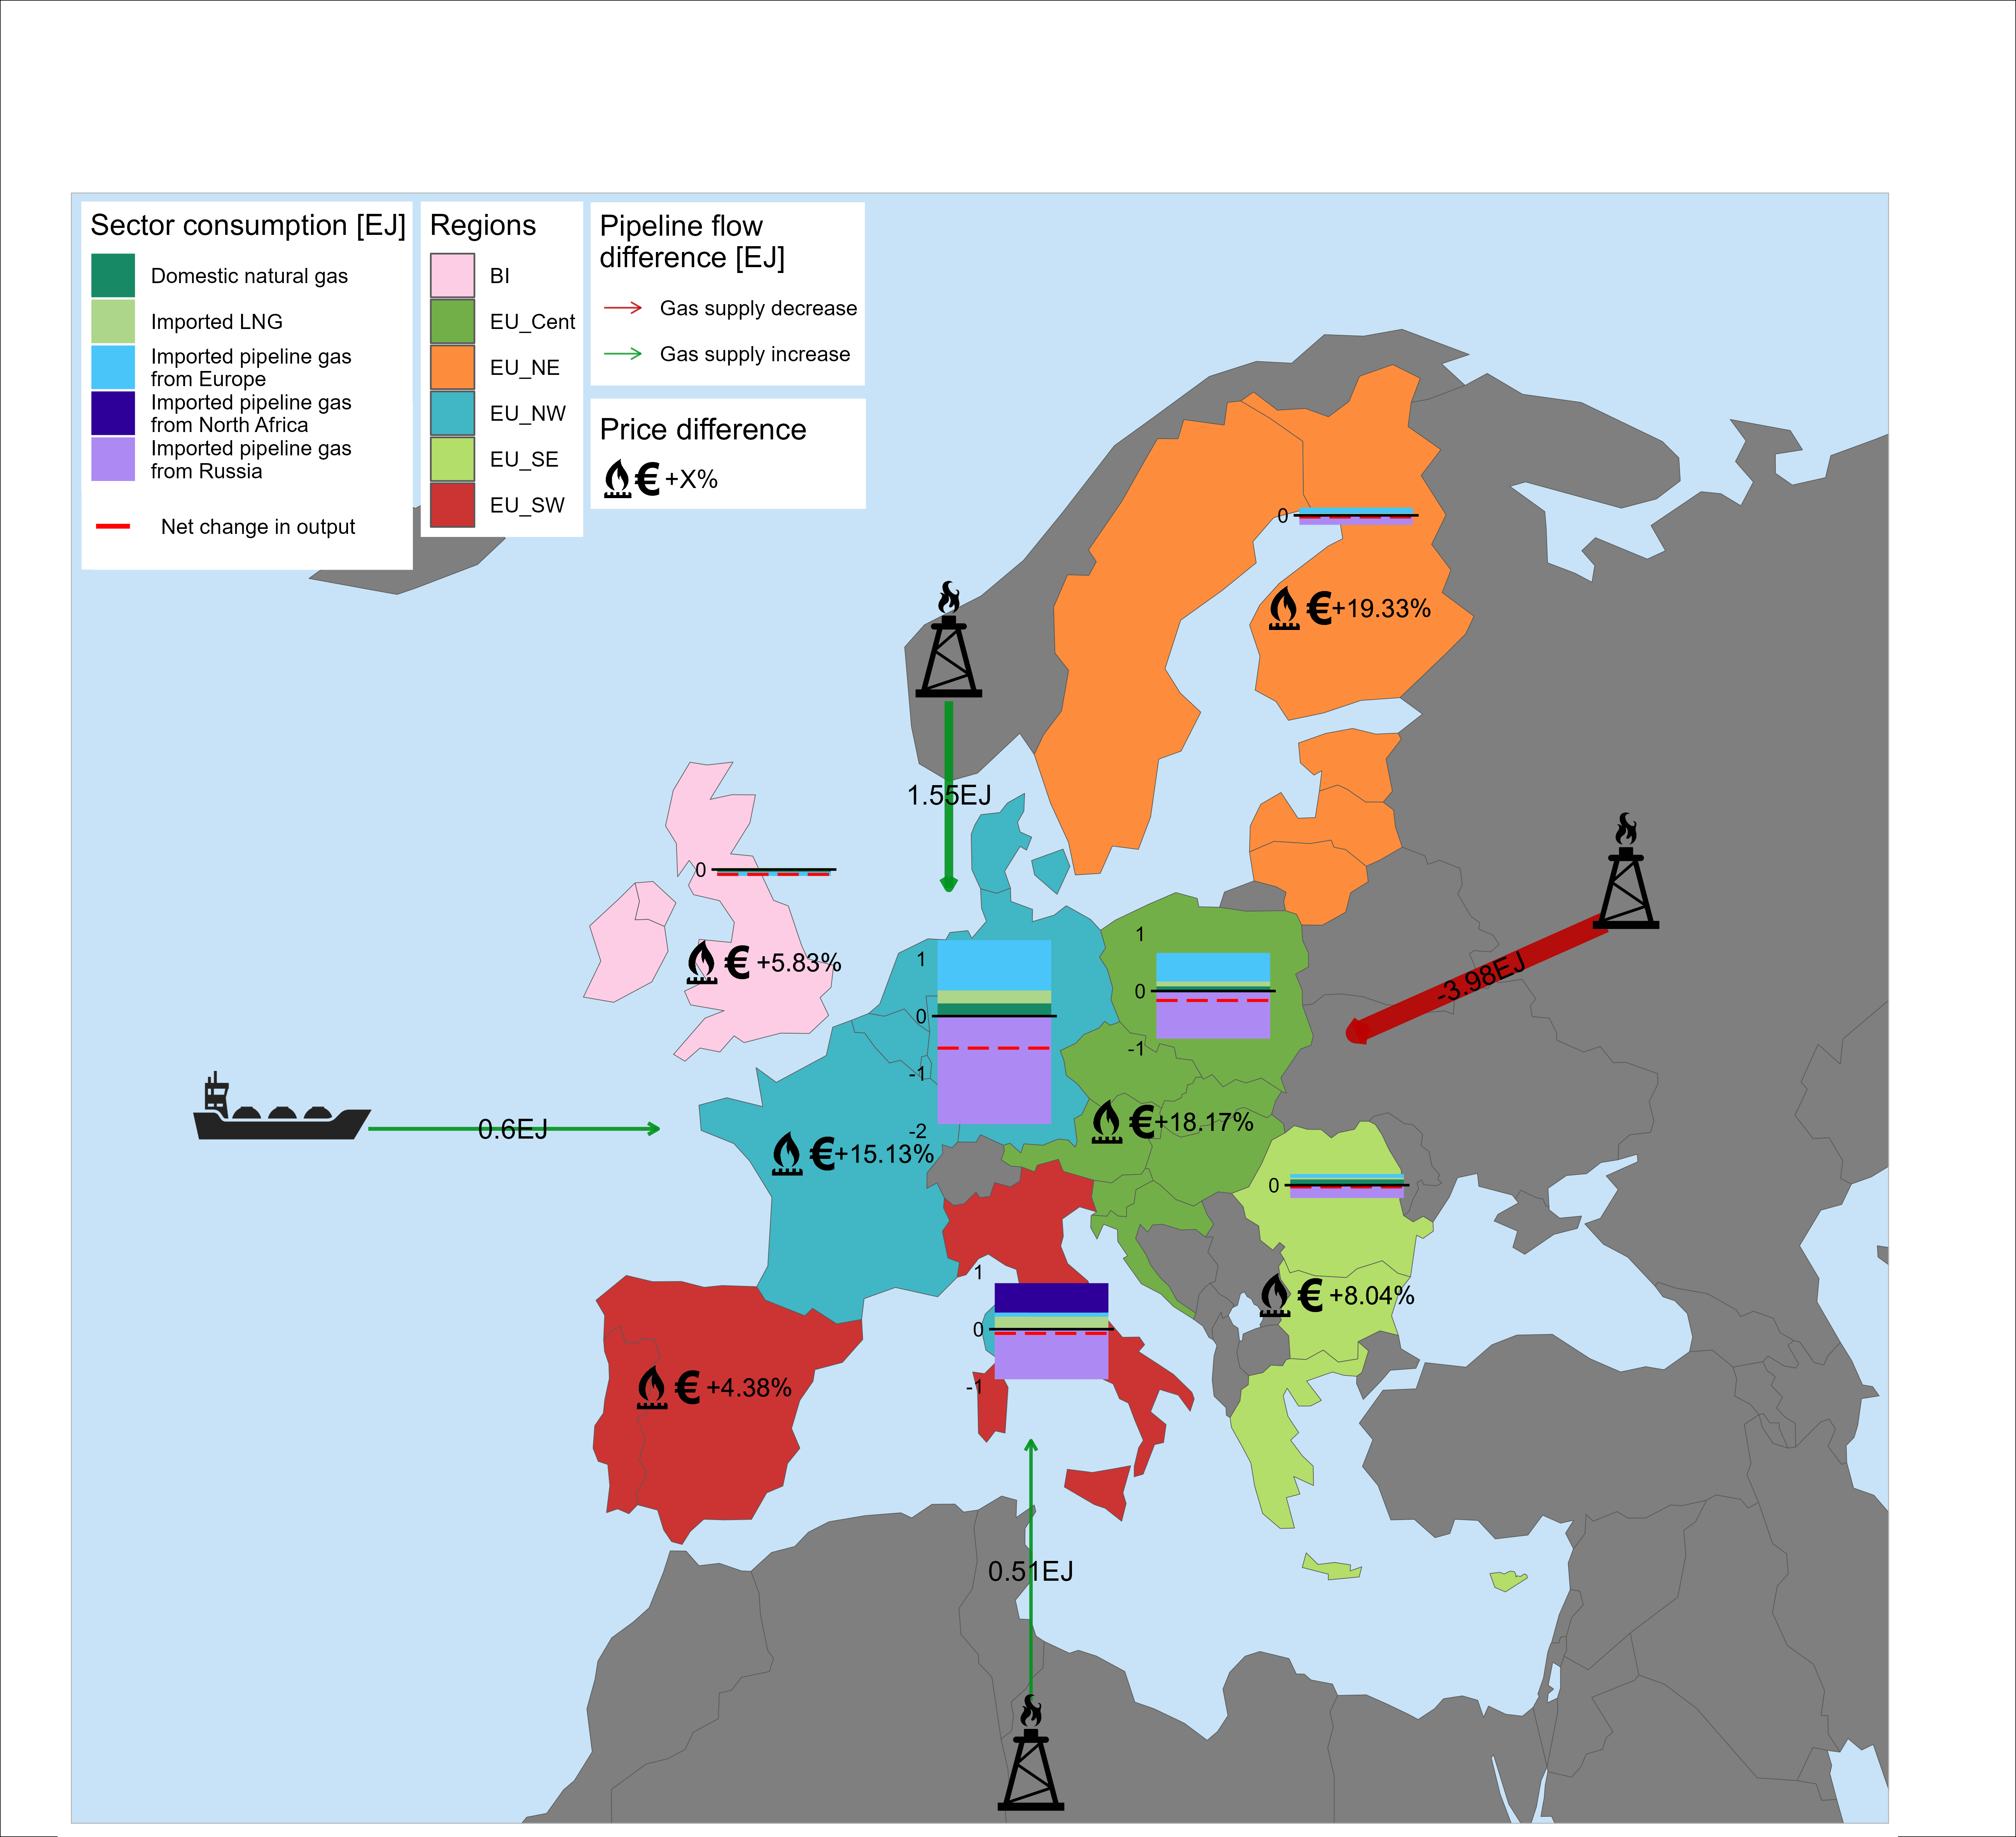 Sector consumption [EJ]
Domestic natural gas
Imported LNG
Imported pipeline gas
from Europe
Imported pipeline gas
from North Africa
Imported pipeline gas
from Russia
Net change in output
Regions
BI
EU_Cent
EU_NE
EU_NW
EU_SE
EU_SW
Pipeline flow
difference [EJ]
Gas supply decrease
Gas supply increase
Price difference
€ +X%
0
€+19.33%
1.55EJ
0
€ +5.83%
1
0
-1
-2
1
0
-1
-3.98EJ
0.6EJ
€+15.13%
€+18.17%
0
€ +8.04%
1
0
-1
€ +4.38%
0.51EJ